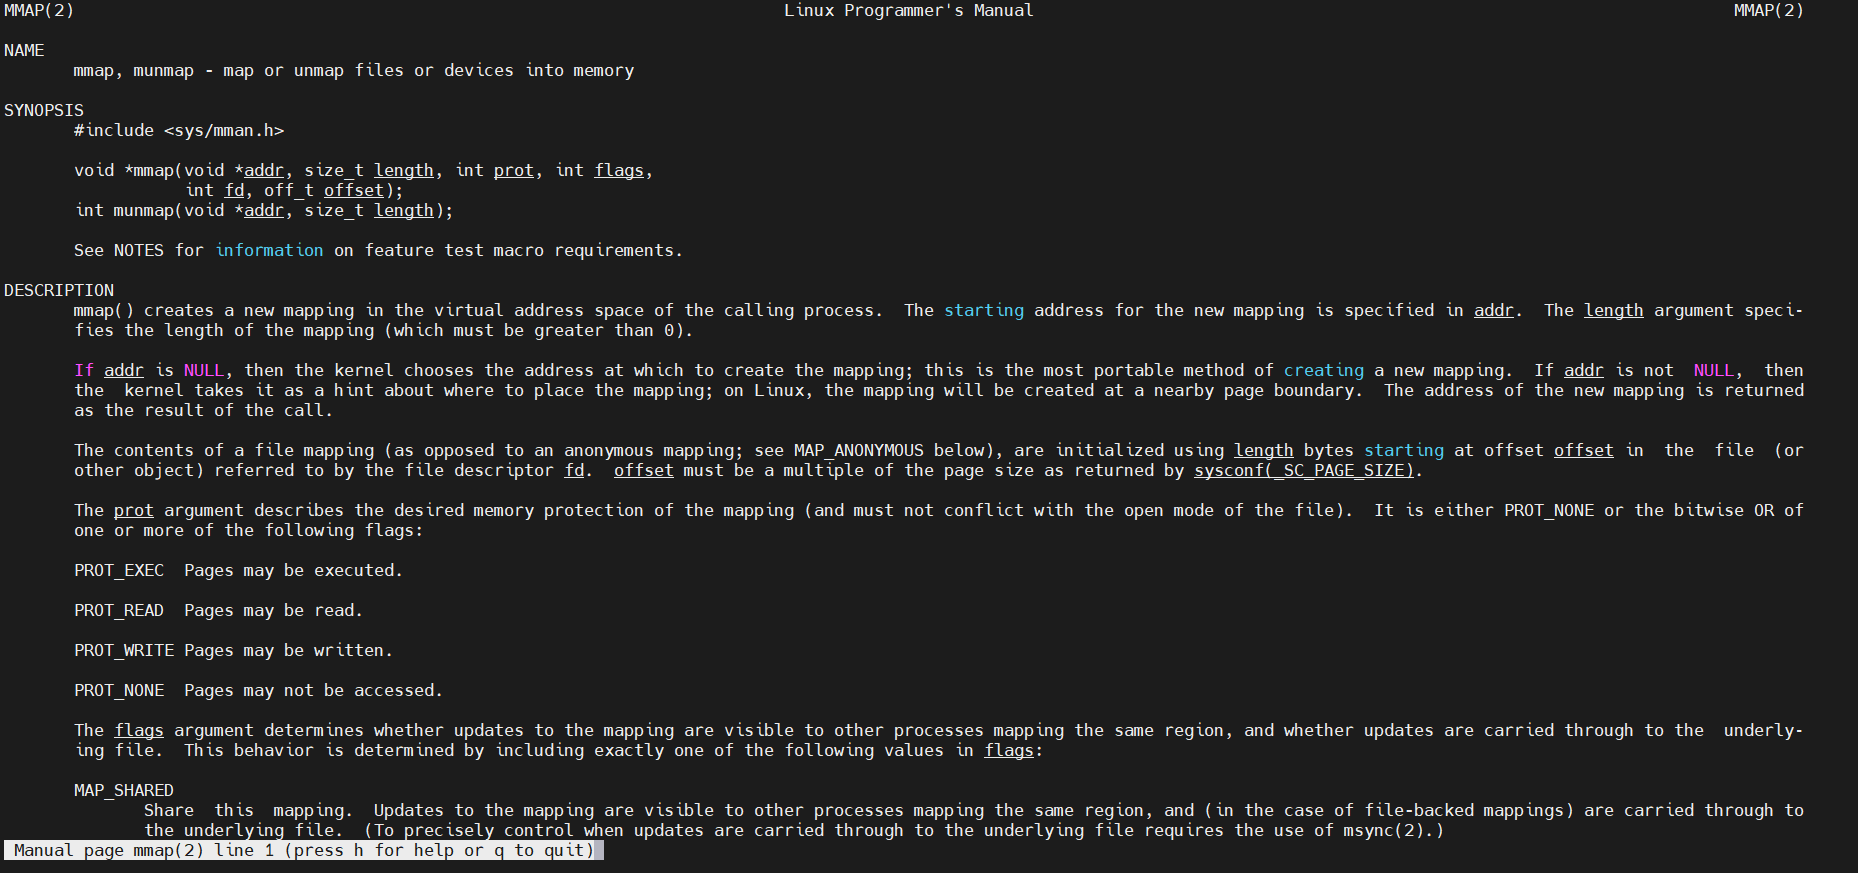 MMAP(2) Linux Programmer's Manual MMAP(2)
NAME
mmap, munmap - map or unmap files or devices into memory
SYNOPSIS
#include <sys/mman.h>
void *mmap(void *addr, size_t length, int prot, int flags,
int fd, off_t offset);
int munmap(void *addr, size_t length);
See NOTES for information on feature test macro requirements.
DESCRIPTION
mmap() creates a new mapping in the virtual address space of the calling process.  The starting address for the new mapping is specified in addr.  The length argument speci-
fies the length of the mapping (which must be greater than 0).
If addr is NULL, then the kernel chooses the address at which to create the mapping; this is the most portable method of creating a new mapping.  If addr is not  NULL,  then
the  kernel takes it as a hint about where to place the mapping; on Linux, the mapping will be created at a nearby page boundary.  The address of the new mapping is returned
as the result of the call.
The contents of a file mapping (as opposed to an anonymous mapping; see MAP_ANONYMOUS below), are initialized using length bytes starting at offset offset in  the  file  (or
other object) referred to by the file descriptor fd.  offset must be a multiple of the page size as returned by sysconf(_SC_PAGE_SIZE).
The prot argument describes the desired memory protection of the mapping (and must not conflict with the open mode of the file).  It is either PROT_NONE or the bitwise OR of
one or more of the following flags:
PROT_EXEC  Pages may be executed.
PROT_READ  Pages may be read.
PROT_WRITE Pages may be written.
PROT_NONE  Pages may not be accessed.
The flags argument determines whether updates to the mapping are visible to other processes mapping the same region, and whether updates are carried through to the  underly-
ing file.  This behavior is determined by including exactly one of the following values in flags:
MAP_SHARED
Share  this  mapping.  Updates to the mapping are visible to other processes mapping the same region, and (in the case of file-backed mappings) are carried through to
the underlying file.  (To precisely control when updates are carried through to the underlying file requires the use of msync(2).)
Manual page mmap(2) line 1 (press h for help or q to quit)